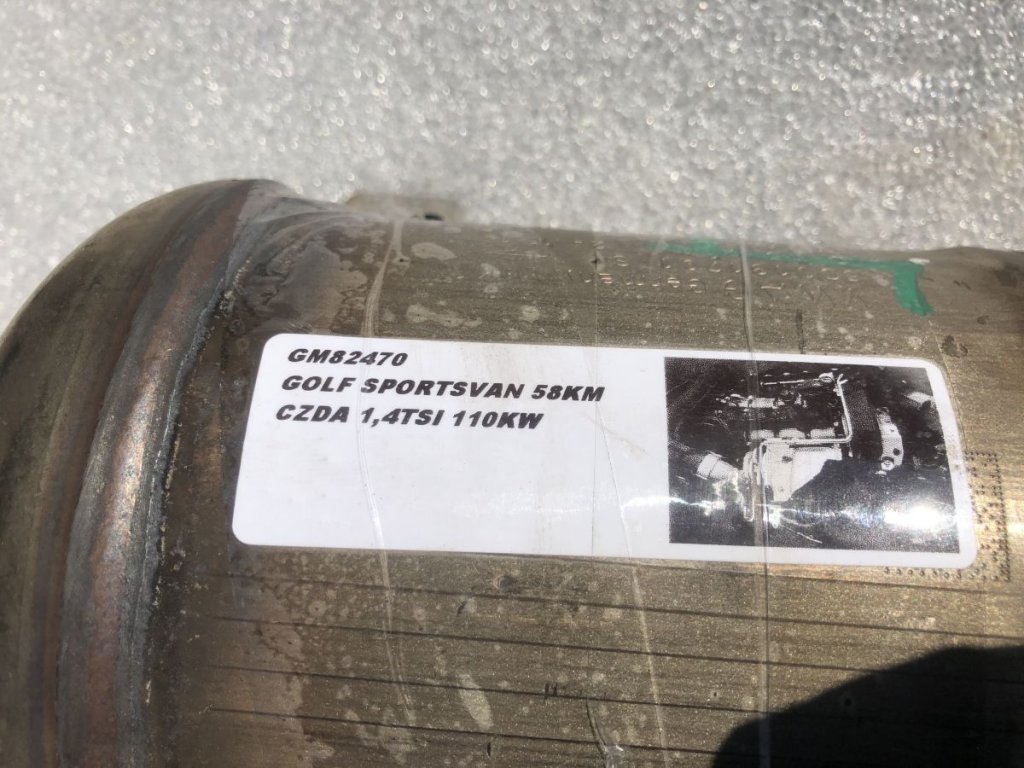 GM82470
GOLF SPORTSVAN 58KM
CZDA 1,4TSI 110KW